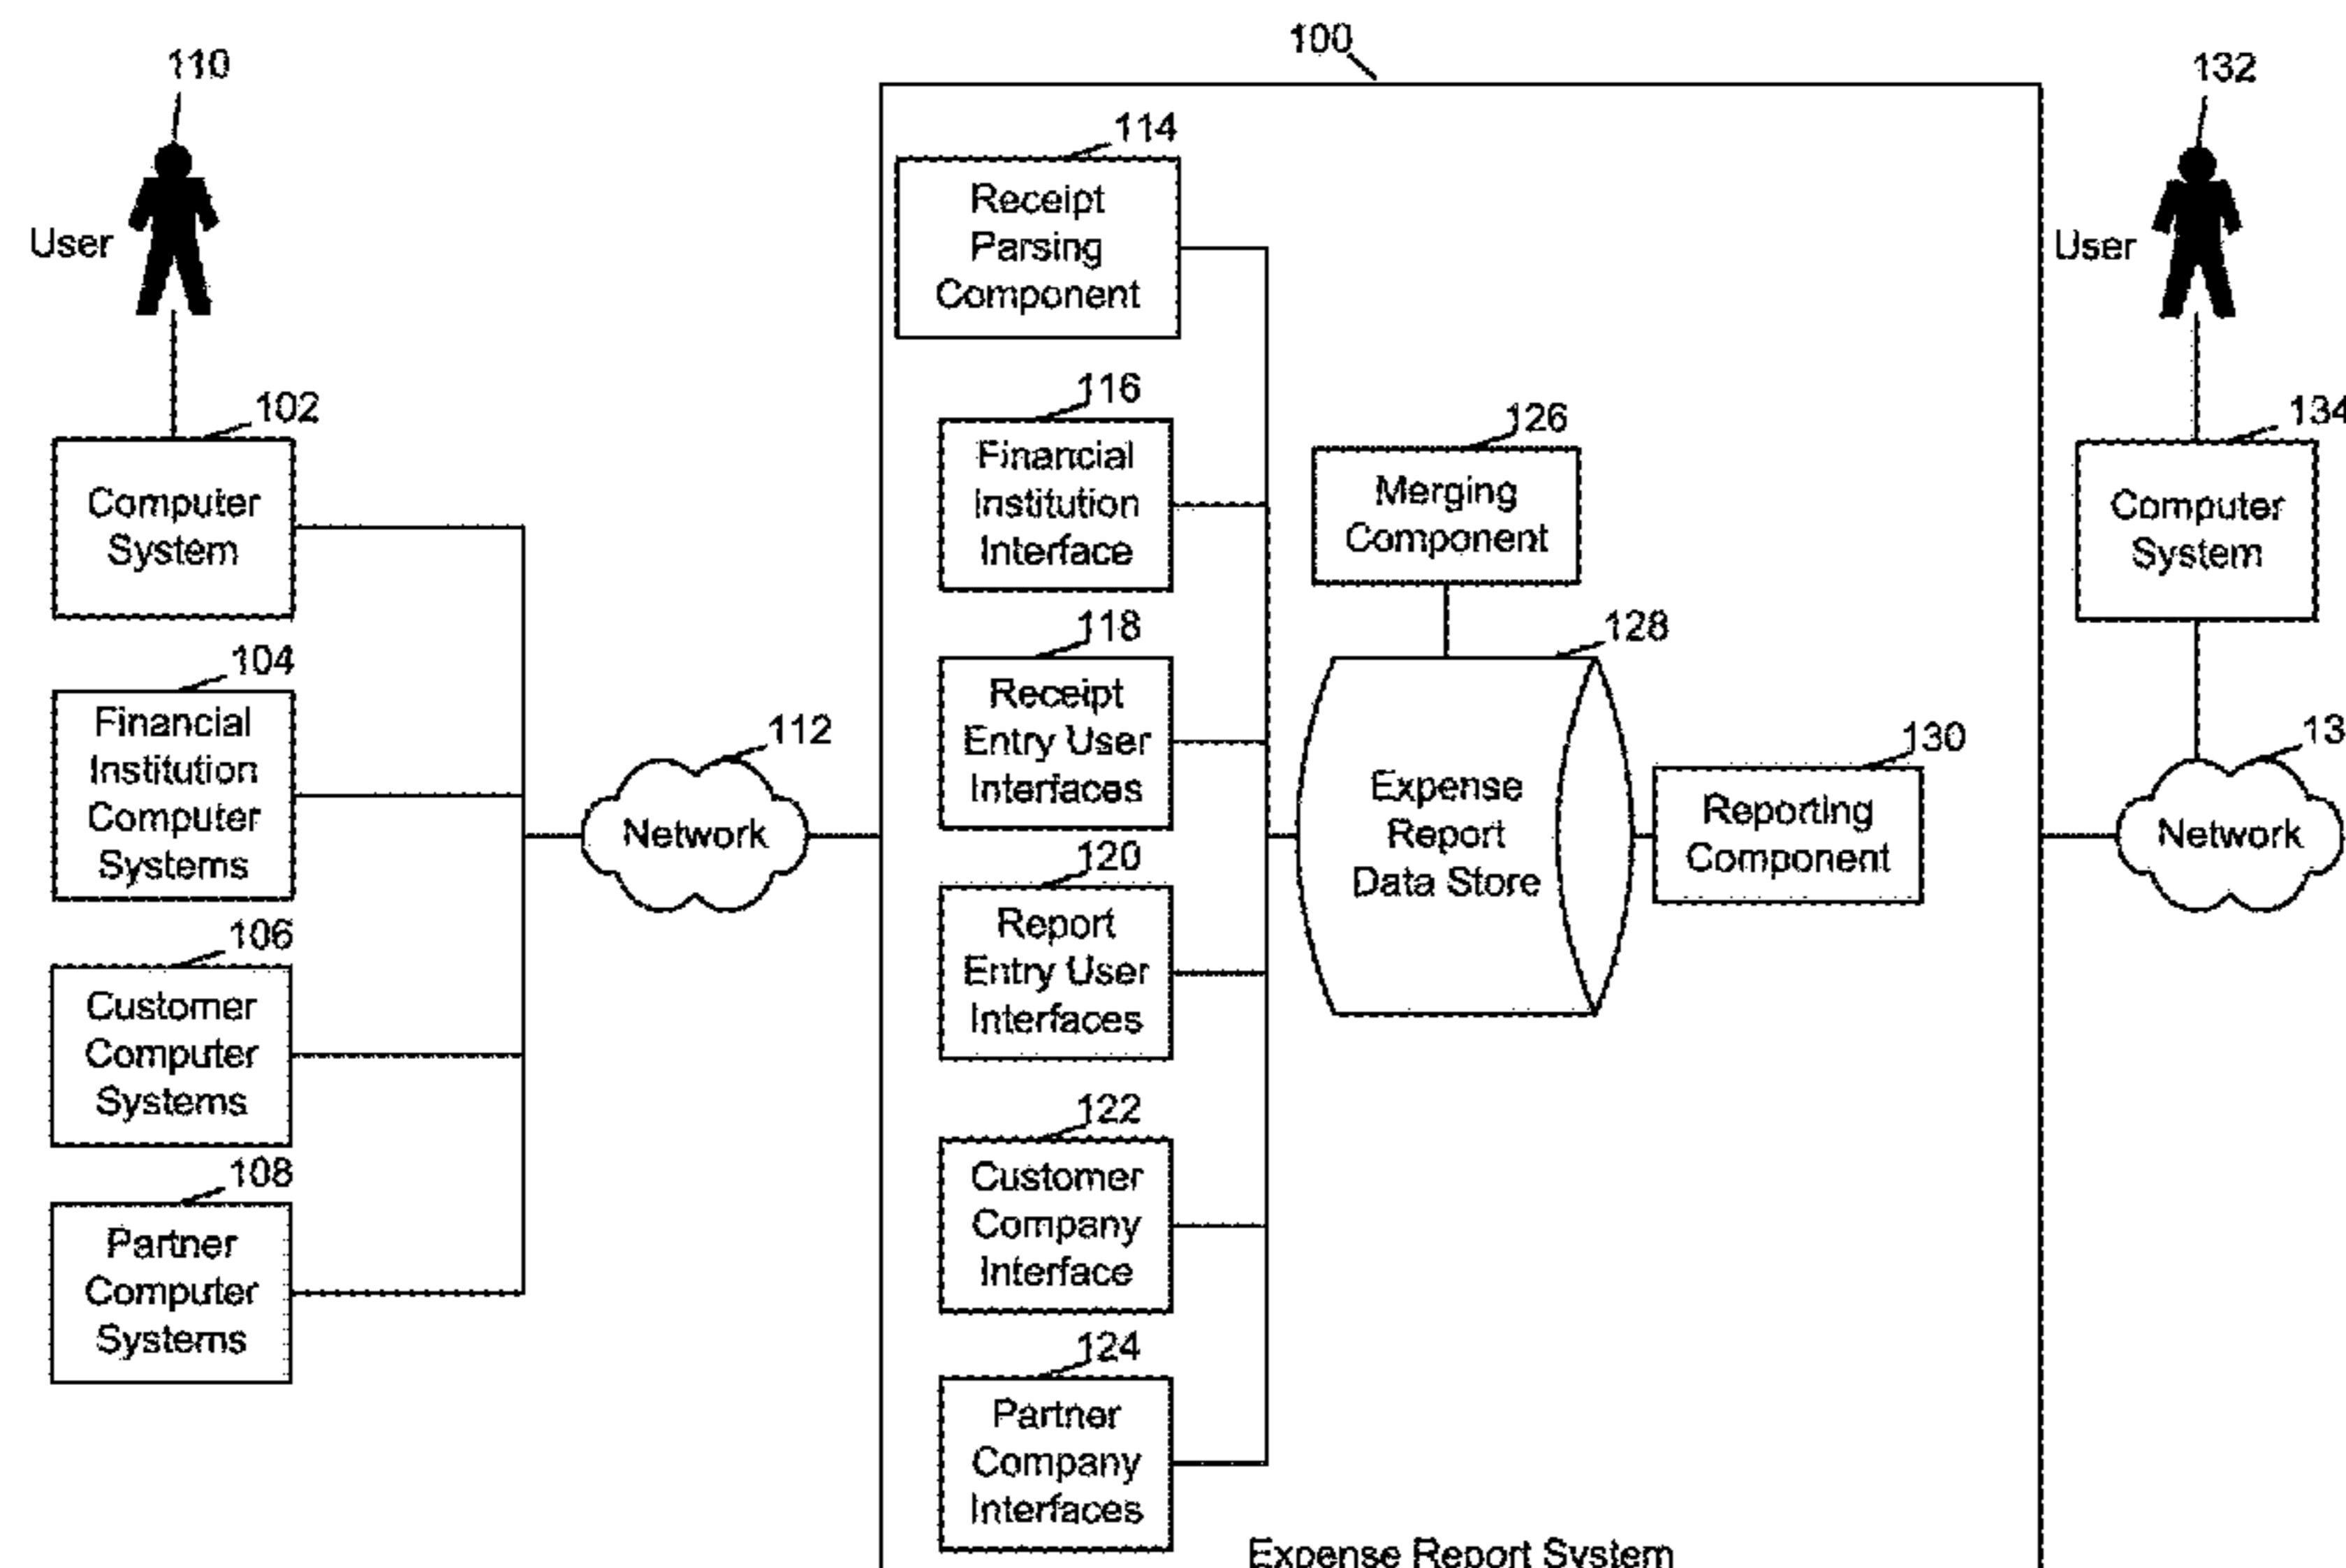 100
110
132
114
Receipt
Parsing
Component
User
User
116
Financial
Institution
Interface
102
Computer
System
126
Merging
Component
134
Computer
System
118
Receipt
Entry User
Interfaces
128
Expense
Report
Data Store
104
Financial
Institution
Computer
Systems
112
Network
130
Reporting
Component
13
Network
120
Report
Entry User
Interfaces
106
Customer
Computer
Systems
122
Customer
Company
Interface
108
Partner
Computer
Systems
124
Partner
Company
Interfaces
Expense Report System